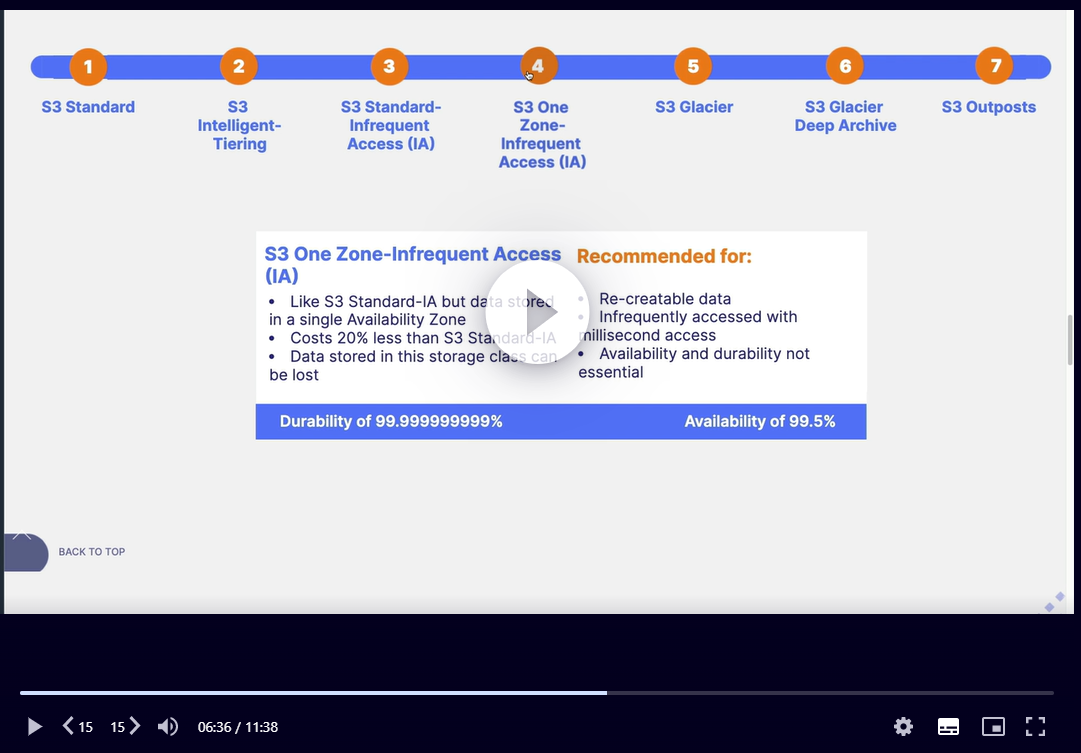 1
2
3
4
5
6
7
S3 Standard
S3
Intelligent-
Tiering
S3 Standard-
Infrequent
Access (IA)
S3 One
Zone-
Infrequent
Access (IA)
S3 Glacier
S3 Glacier
Deep Archive
S3 Outposts
S3 One Zone-Infrequent Access
(IA)
• Like S3 Standard-IA but data stored
in a single Availability Zone
• Costs 20% less than S3 Standard-IA
• Data stored in this storage class can
be lost
Recommended for:
• Re-creatable data
• Infrequently accessed with
millisecond access
• Availability and durability not
essential
Durability of 99.999999999%
Availability of 99.5%
BACK TO TOP
15
15
06:36 / 11:38